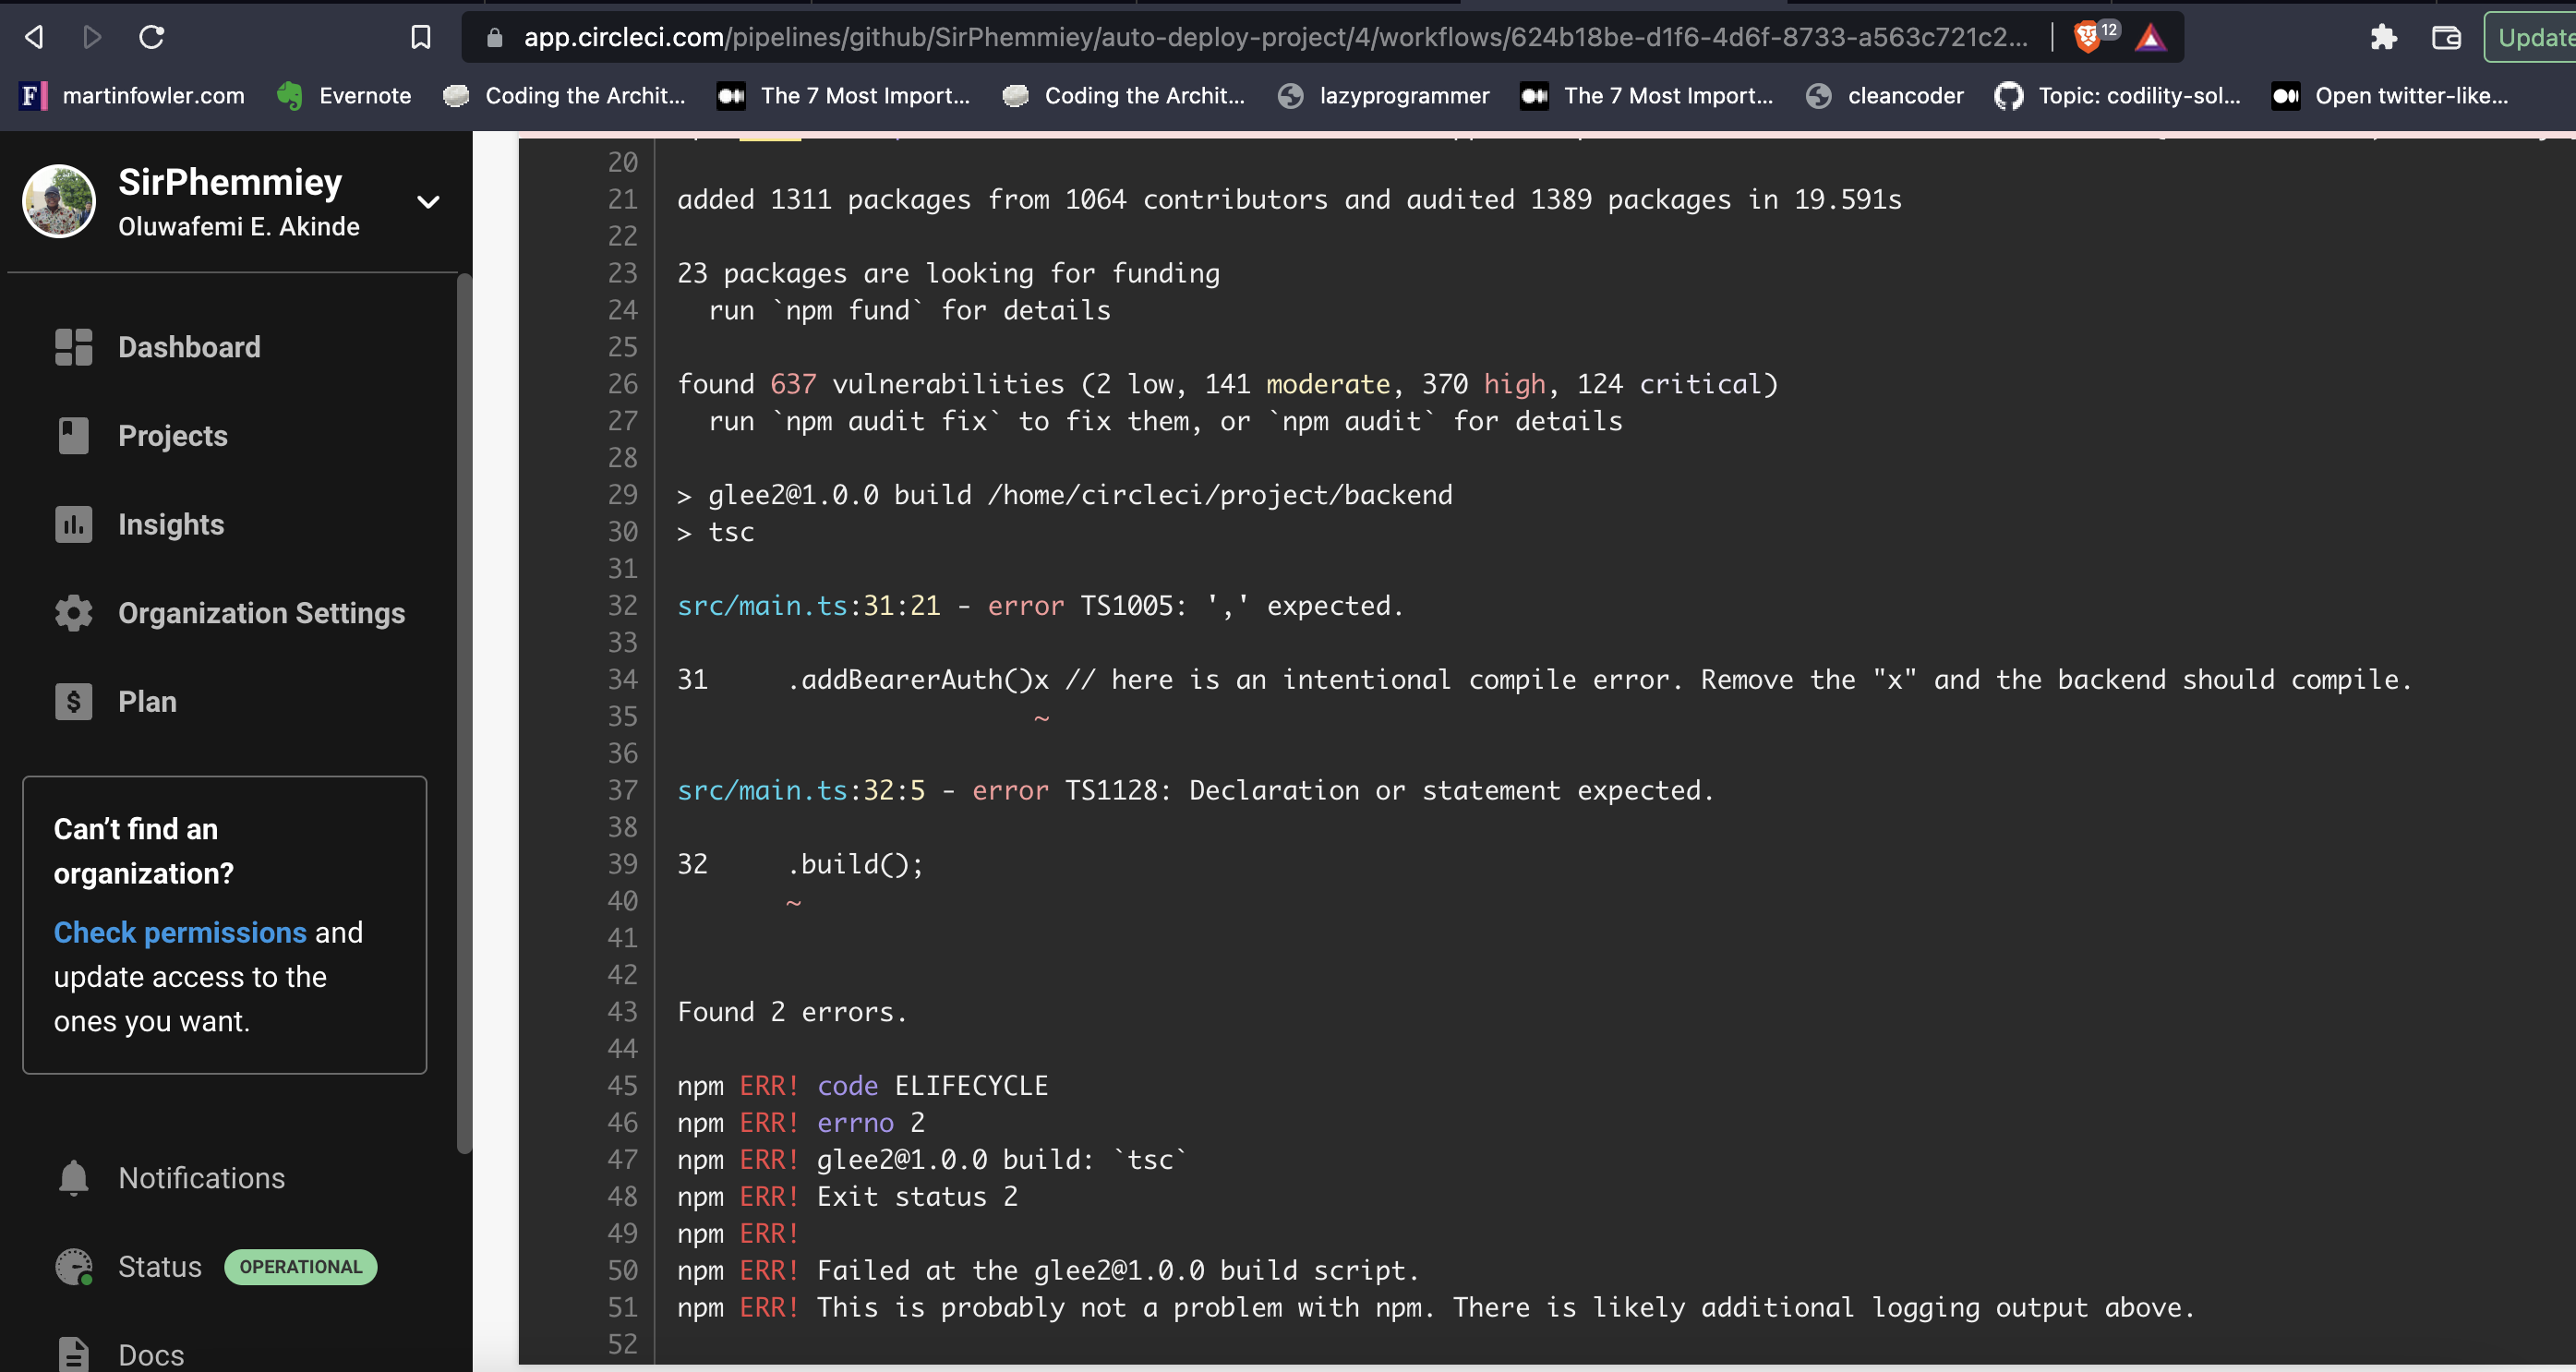 app.circleci.com/pipelines/github/SirPhemmiey/auto-deploy-project/4/workflows/624b18be-d1f6-4d6f-8733-a563c721c2...
12
Update
martinfowler.com
Evernote
Coding the Archit...
The 7 Most Import...
Coding the Archit...
lazyprogrammer
The 7 Most Import...
cleancoder
Topic: codility-sol...
Open twitter-like...
SirPhemmiey
Oluwafemi E. Akinde
Dashboard
Projects
Insights
Organization Settings
Plan
Can’t find an
organization?
Check permissions and
update access to the
ones you want.
Notifications
Status OPERATIONAL
Docs
20
21 added 1311 packages from 1064 contributors and audited 1389 packages in 19.591s
22
23 23 packages are looking for funding
24 run `npm fund` for details
25
26 found 637 vulnerabilities (2 low, 141 moderate, 370 high, 124 critical)
27 run `npm audit fix` to fix them, or `npm audit` for details
28
29 > glee2@1.0.0 build /home/circleci/project/backend
30 > tsc
31
32 src/main.ts:31:21 - error TS1005: ',' expected.
33
34 31 .addBearerAuth()x // here is an intentional compile error. Remove the "x" and the backend should compile.
35 ~
36
37 src/main.ts:32:5 - error TS1128: Declaration or statement expected.
38
39 32 .build();
40 ~
41
42
43 Found 2 errors.
44
45 npm ERR! code ELIFECYCLE
46 npm ERR! errno 2
47 npm ERR! glee2@1.0.0 build: `tsc`
48 npm ERR! Exit status 2
49 npm ERR!
50 npm ERR! Failed at the glee2@1.0.0 build script.
51 npm ERR! This is probably not a problem with npm. There is likely additional logging output above.
52